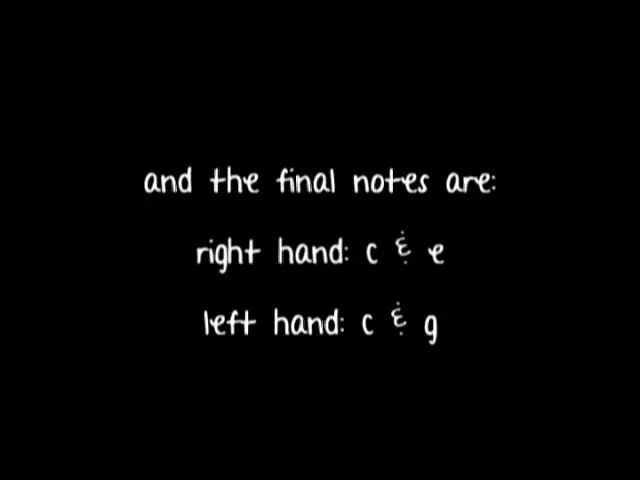 and the final notes are:
right hand: c & e
left hand: c & g